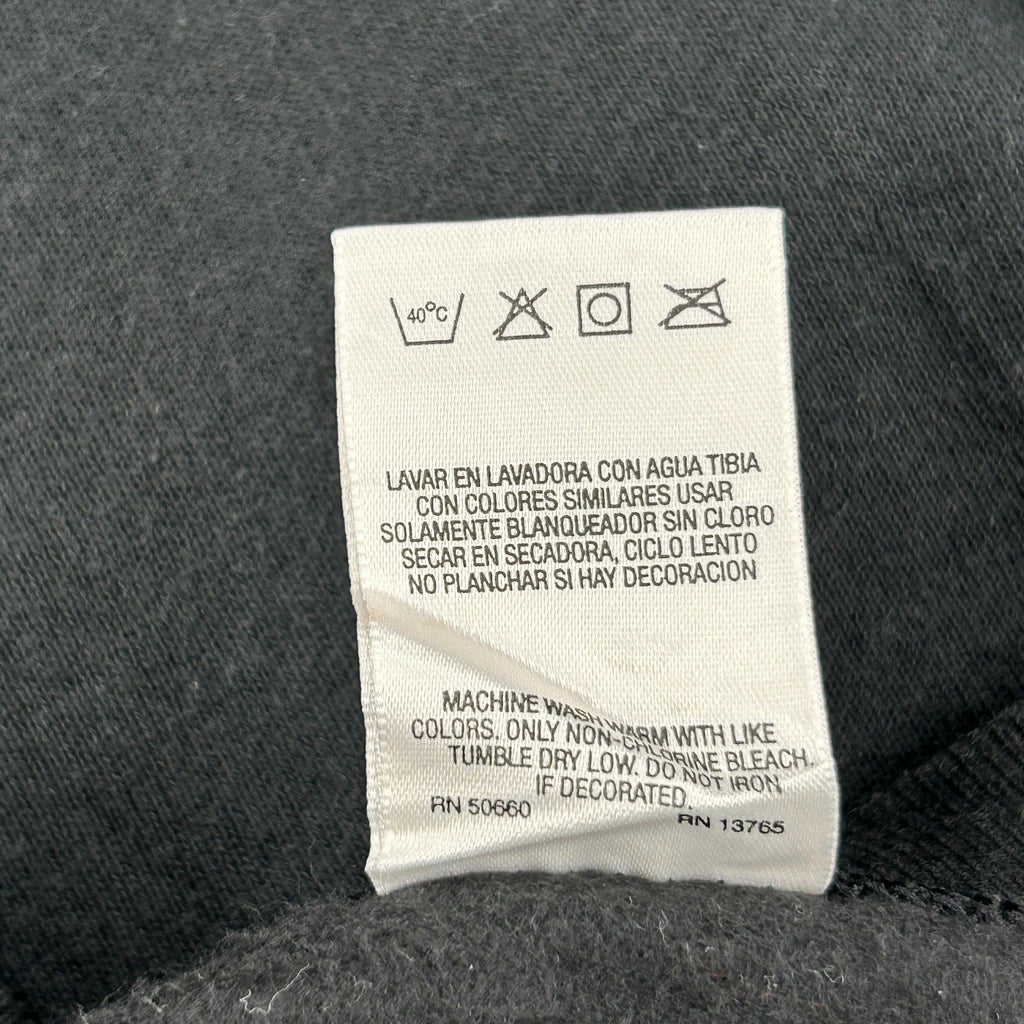 40°C
LAVAR EN LAVADORA CON AGUA TIBIA
CON COLORES SIMILARES USAR
SOLAMENTE BLANQUEADOR SIN CLORO
SECAR EN SECADORA, CICLO LENTO
NO PLANCHAR SI HAY DECORACION
MACHINE WASH WARM WITH LIKE
COLORS. ONLY NON-CHLORINE BLEACH.
TUMBLE DRY LOW. DO NOT IRON
IF DECORATED.
RN 50660
RN 13765